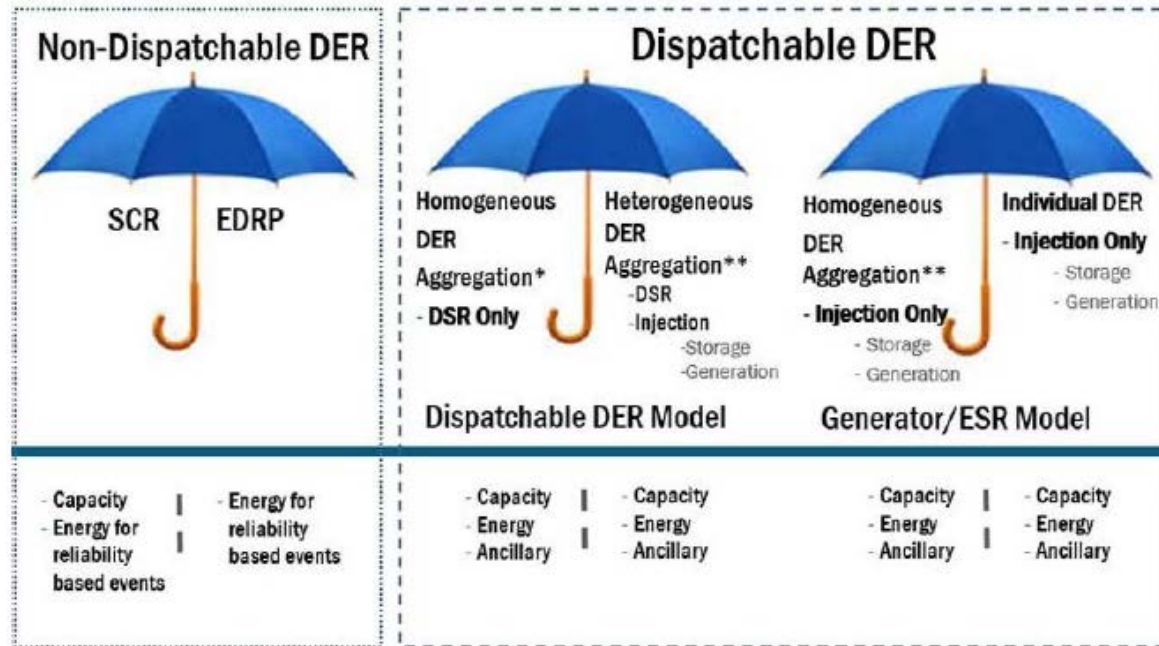 Non-Dispatchable DER
SCR
EDRP
Dispatchable DER
Homogeneous
DER
Aggregation*
- DSR Only
Heterogeneous
DER
Aggregation**
-DSR
-Injection
-Storage
-Generation
Dispatchable DER Model
Homogeneous
DER
Aggregation**
- Injection Only
- Storage
- Generation
Individual DER
- Injection Only
- Storage
- Generation
Generator/ESR Model
- Capacity
- Energy for
reliability
based events
- Energy for
reliability
based events
- Capacity
- Energy
- Ancillary
- Capacity
- Energy
- Ancillary
- Capacity
- Energy
- Ancillary
- Capacity
- Energy
- Ancillary